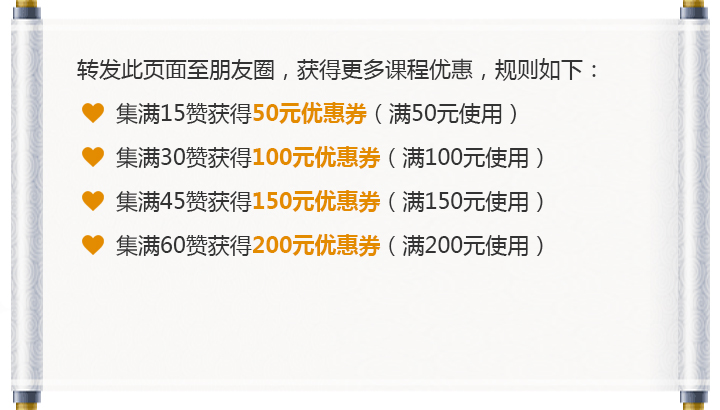 转发此页面至朋友圈，获得更多课程优惠，规则如下：
集满15赞获得50元优惠券（满50元使用）
集满30赞获得100元优惠券（满100元使用）
集满45赞获得150元优惠券（满150元使用）
集满60赞获得200元优惠券（满200元使用）